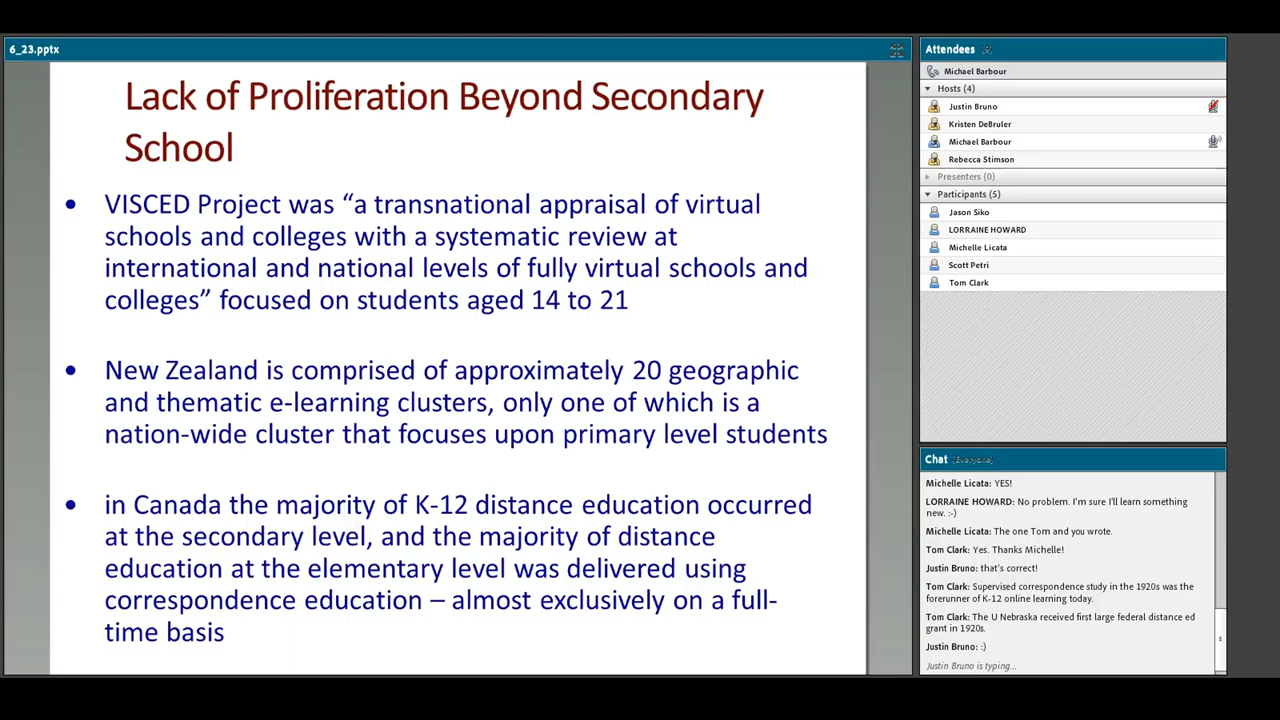 6_23.pptx
Lack of Proliferation Beyond Secondary
School
• VISCED Project was “a transnational appraisal of virtual
schools and colleges with a systematic review at
international and national levels of fully virtual schools and
colleges” focused on students aged 14 to 21
• New Zealand is comprised of approximately 20 geographic
and thematic e-learning clusters, only one of which is a
nation-wide cluster that focuses upon primary level students
• in Canada the majority of K-12 distance education occurred
at the secondary level, and the majority of distance
education at the elementary level was delivered using
correspondence education – almost exclusively on a full-
time basis
Attendees
Michael Barbour
Hosts (4)
Justin Bruno
Kristen DeBruler
Michael Barbour
Rebecca Stimson
Presenters (0)
Participants (5)
Jason Siko
LORRAINE HOWARD
Michelle Licata
Scott Petri
Tom Clark
Chat (Everyone)
Michelle Licata: YES!
LORRAINE HOWARD: No problem. I'm sure I'll learn something
new. :-)
Michelle Licata: The one Tom and you wrote.
Tom Clark: Yes. Thanks Michelle!
Justin Bruno: that's correct!
Tom Clark: Supervised correspondence study in the 1920s was the
forerunner of K-12 online learning today.
Tom Clark: The U Nebraska received first large federal distance ed
grant in 1920s.
Justin Bruno: :)
Justin Bruno is typing...